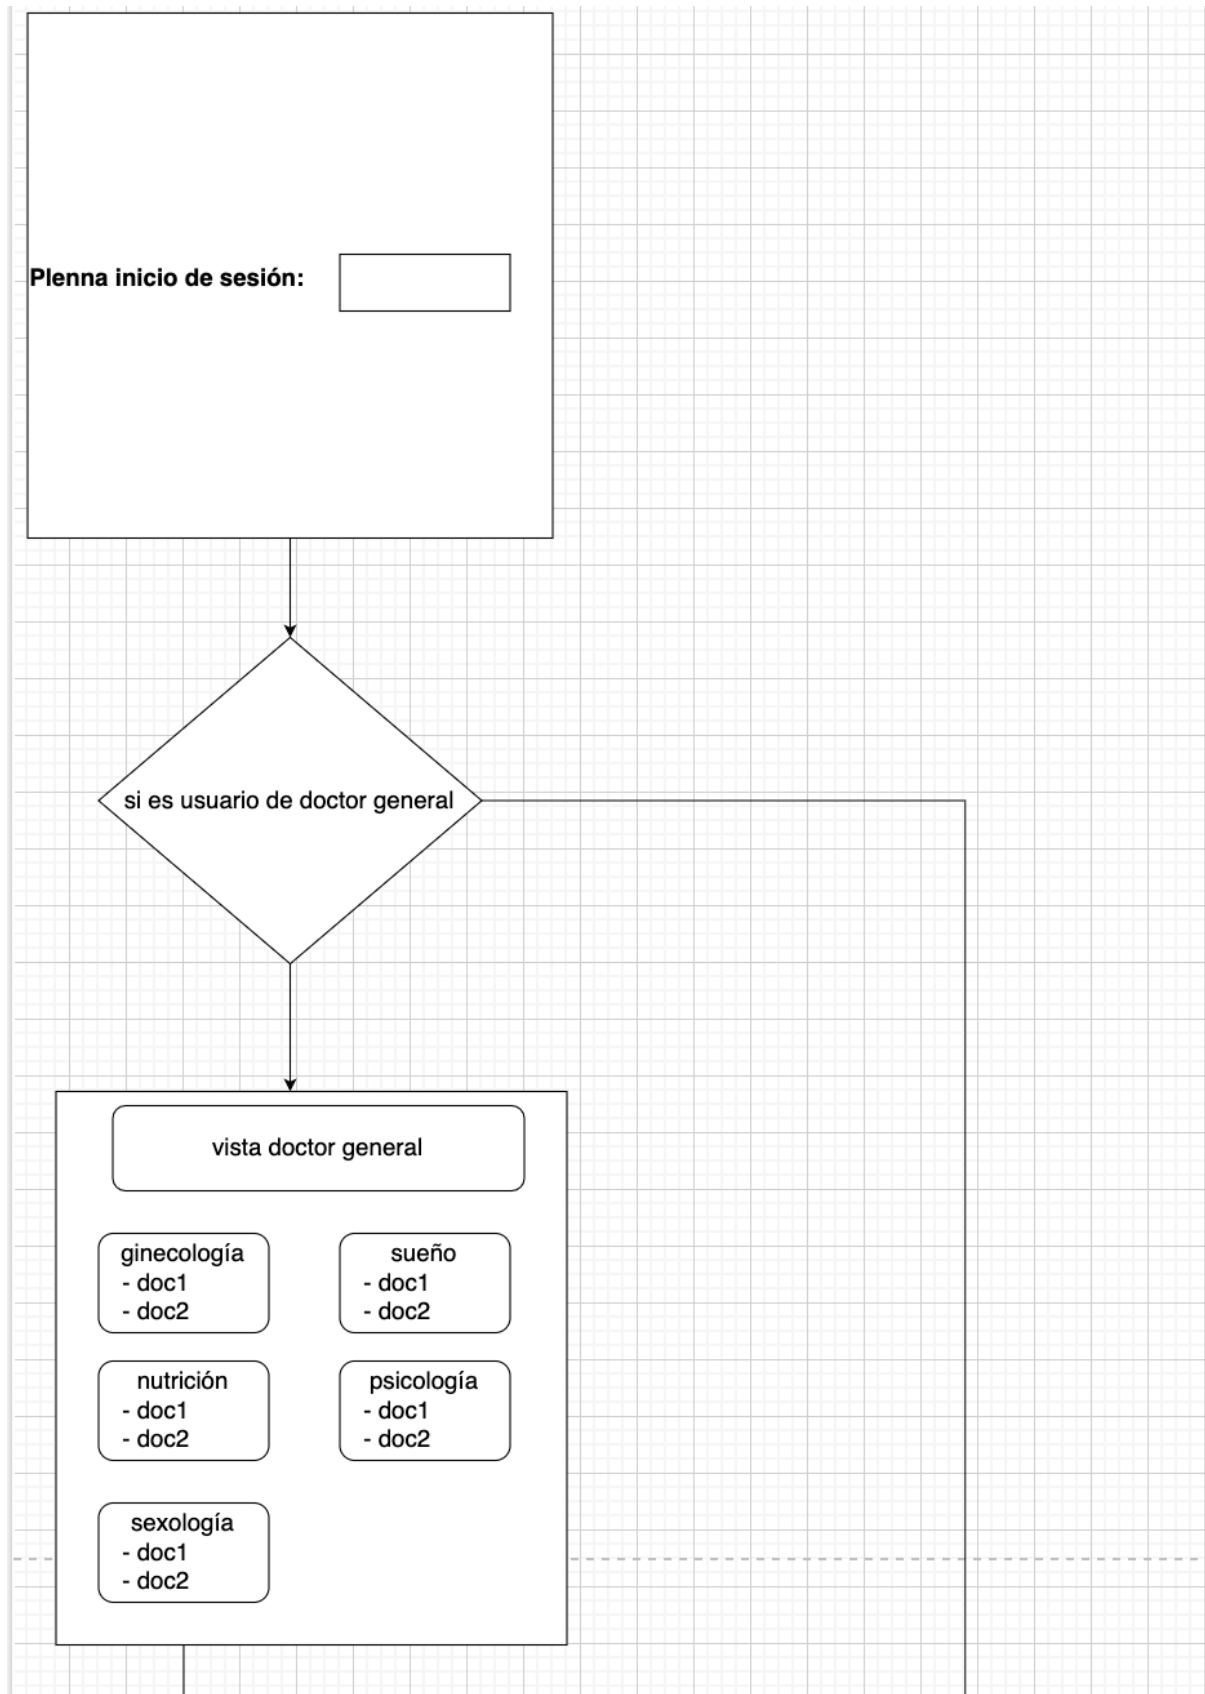 Plenna inicio de sesión:
si es usuario de doctor general
vista doctor general
ginecología
- doc1
- doc2
sueño
- doc1
- doc2
nutrición
- doc1
- doc2
psicología
- doc1
- doc2
sexología
- doc1
- doc2